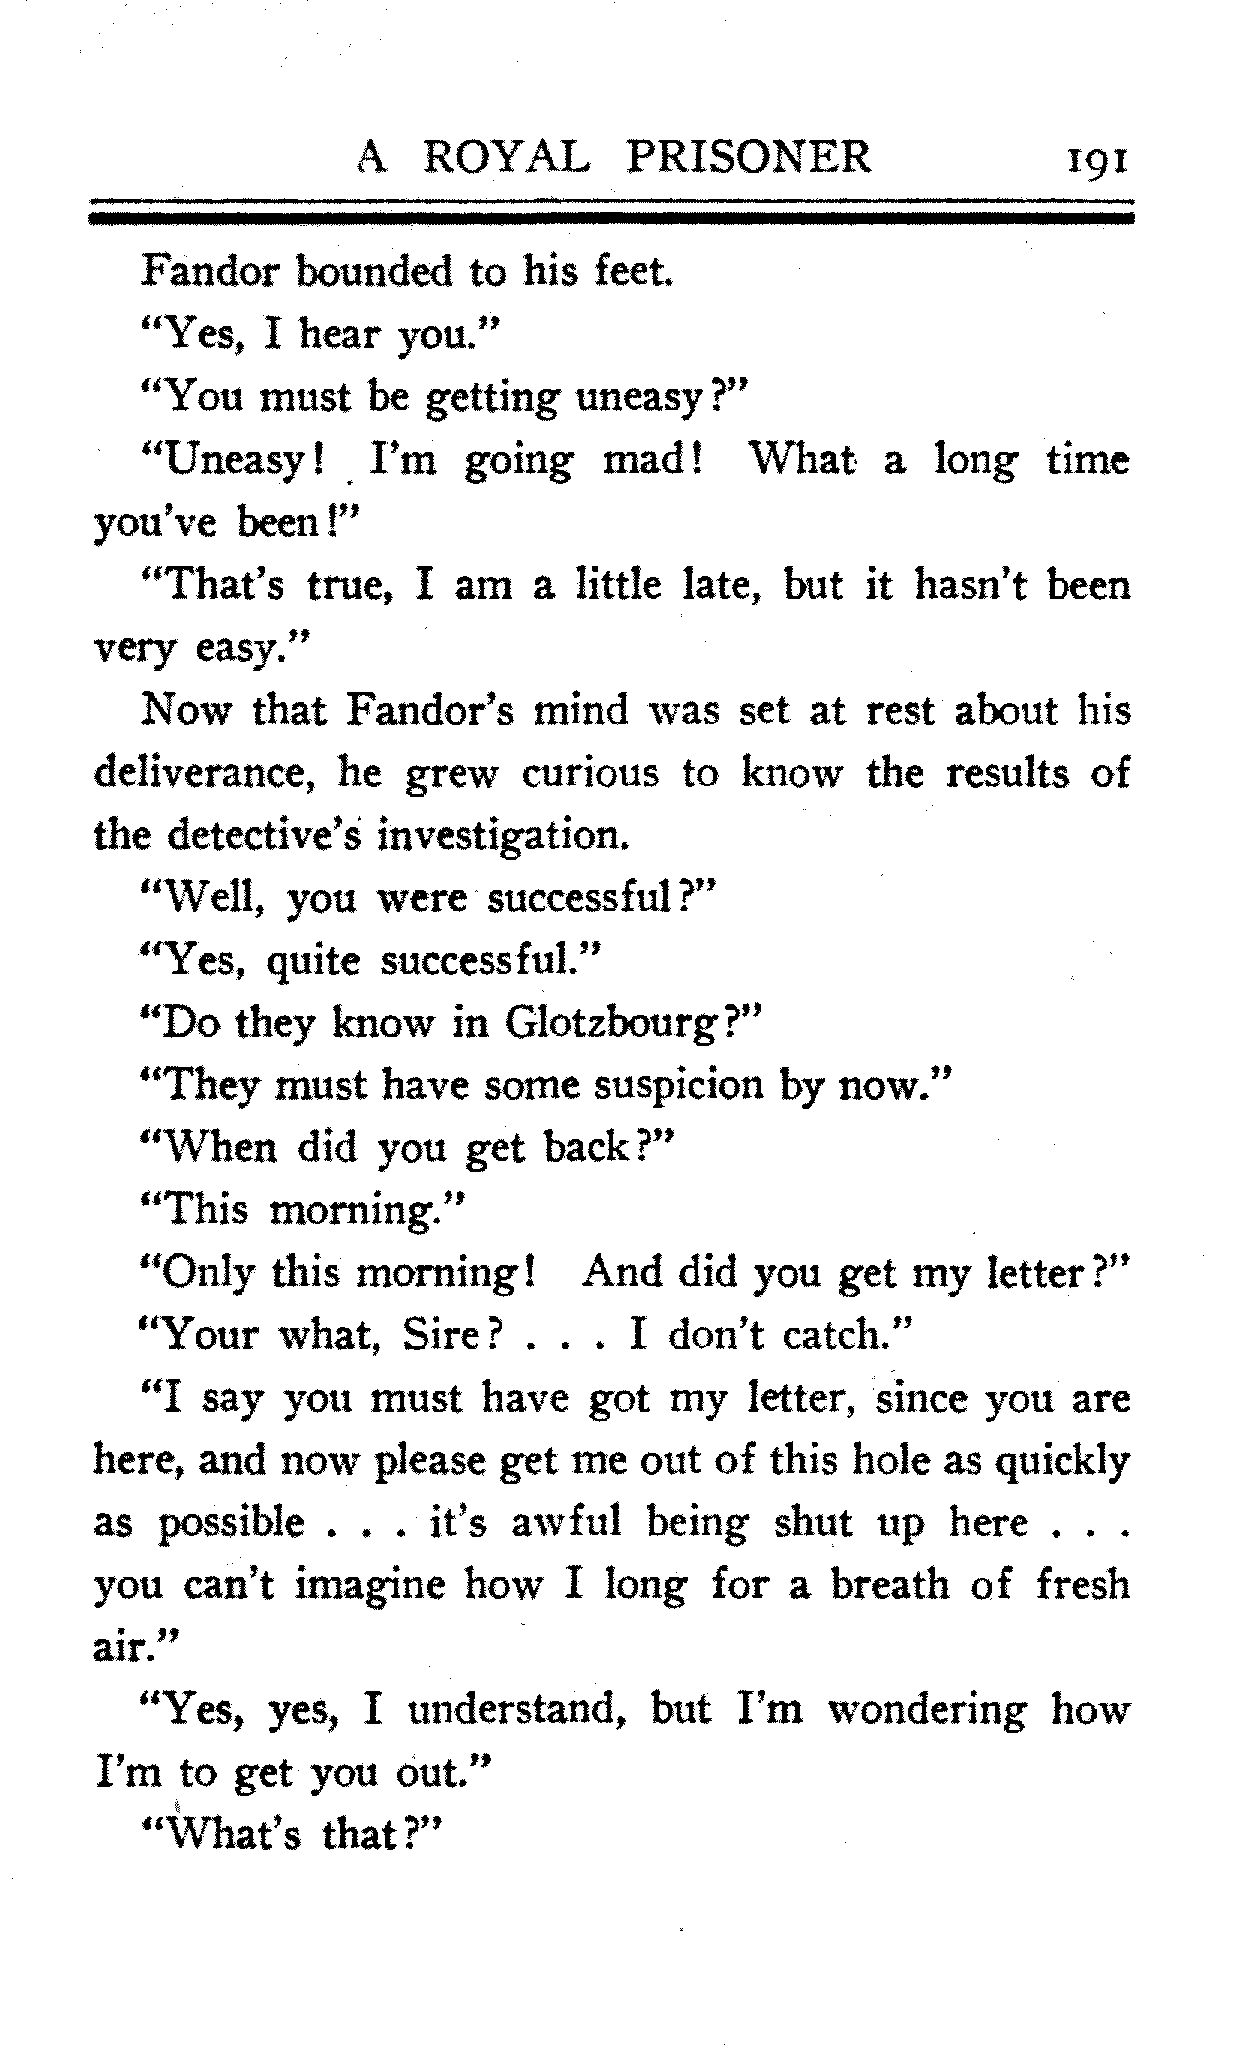 A ROYAL PRISONER 191
Fandor bounded to his feet.
“Yes, I hear you.”
“You must be getting uneasy?”
“Uneasy! I’m going mad! What a long time
you’ve been!”
“That’s true, I am a little late, but it hasn’t been
very easy.”
Now that Fandor’s mind was set at rest about his
deliverance, he grew curious to know the results of
the detective’s investigation.
“Well, you were successful?”
“Yes, quite successful.”
“Do they know in Glotzbourg?”
“They must have some suspicion by now.”
“When did you get back?”
“This morning.”
“Only this morning! And did you get my letter?”
“Your what, Sire? . . . I don’t catch.”
“I say you must have got my letter, since you are
here, and now please get me out of this hole as quickly
as possible . . . it’s awful being shut up here . . .
you can’t imagine how I long for a breath of fresh
air.”
“Yes, yes, I understand, but I’m wondering how
I’m to get you out.”
“What’s that?”